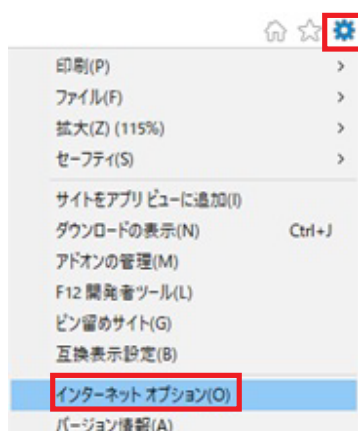 印刷(P)
ファイル(F)
拡大(Z) (115%)
セーフティ(S)
サイトをアプリ ビューに追加(I)
ダウンロードの表示(N) Ctrl+J
アドオンの管理(M)
F12 開発者ツール(L)
ピン留めサイト(G)
互換表示設定(B)
インターネット オプション(O)
バージョン情報(A)